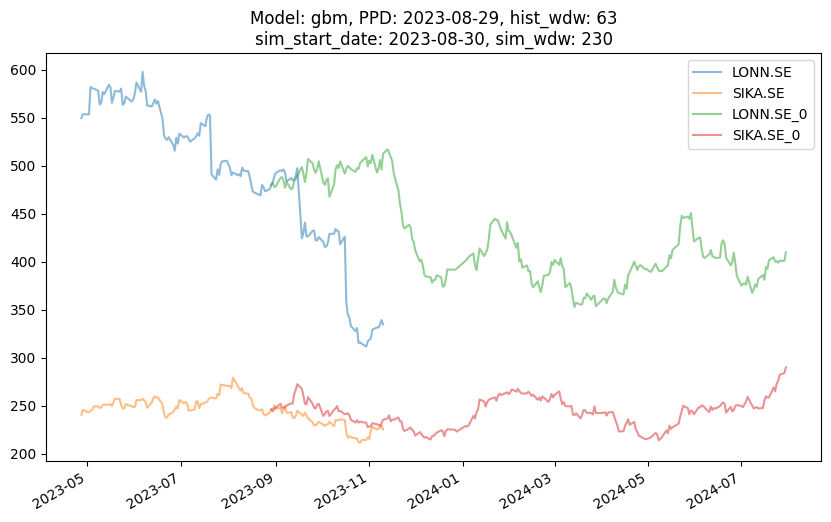 Model: gbm, PPD: 2023-08-29, hist_wdw: 63
sim_start_date: 2023-08-30, sim_wdw: 230
LONN.SE
SIKA.SE
LONN.SE_0
SIKA.SE_0
600
550
500
450
400
350
300
250
200
2023-05
2023-07
2023-09
2023-11
2024-01
2024-03
2024-05
2024-07